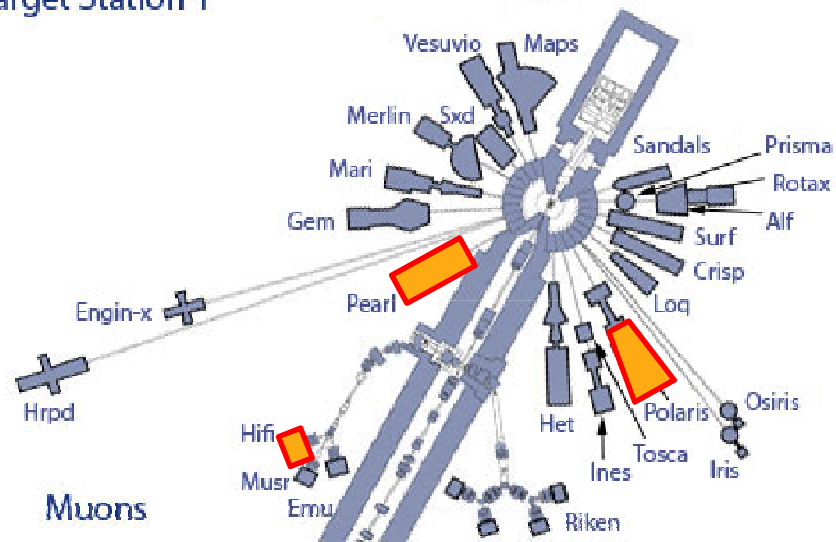 arget Station 1
Vesuvio
Maps
Merlin
Sxd
Sandals
Prisma
Mari
Rotax
Gem
Alf
Surf
Crisp
Pearl
Loq
Engin-x
Hrpd
Osiris
Polaris
Het
Hifi
Tosca
Iris
Ines
Musr
Emu
Muons
Riken